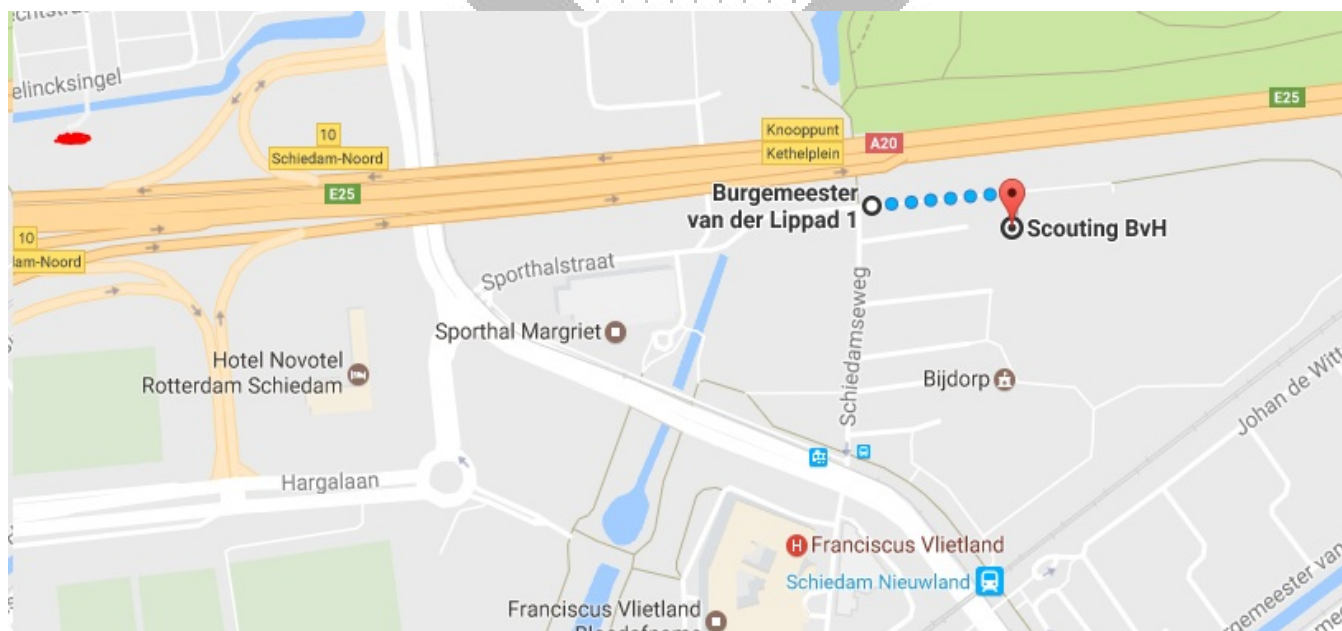 elincksingel
10
Schiedam-Noord
E25
E25
Knooppunt
Kethelplein
A20
Burgemeester
van der Lippad 1
Scouting BvH
10
am-Noord
Sporthalstraat
Schiedamseweg
Sporthal Margriet
Hotel Novotel
Rotterdam Schiedam
Bijdorp
Johan de Witt
Hargalaan
H Franciscus Vlietland
Schiedam Nieuwland
Franciscus Vlietland